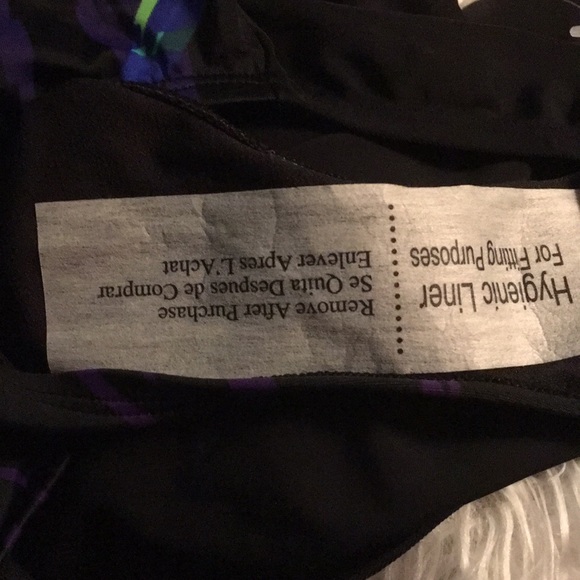 Hygienic Liner
For Fitting Purposes
Remove After Purchase
Se Quita Despues de Comprar
Enlever Apres L'Achat